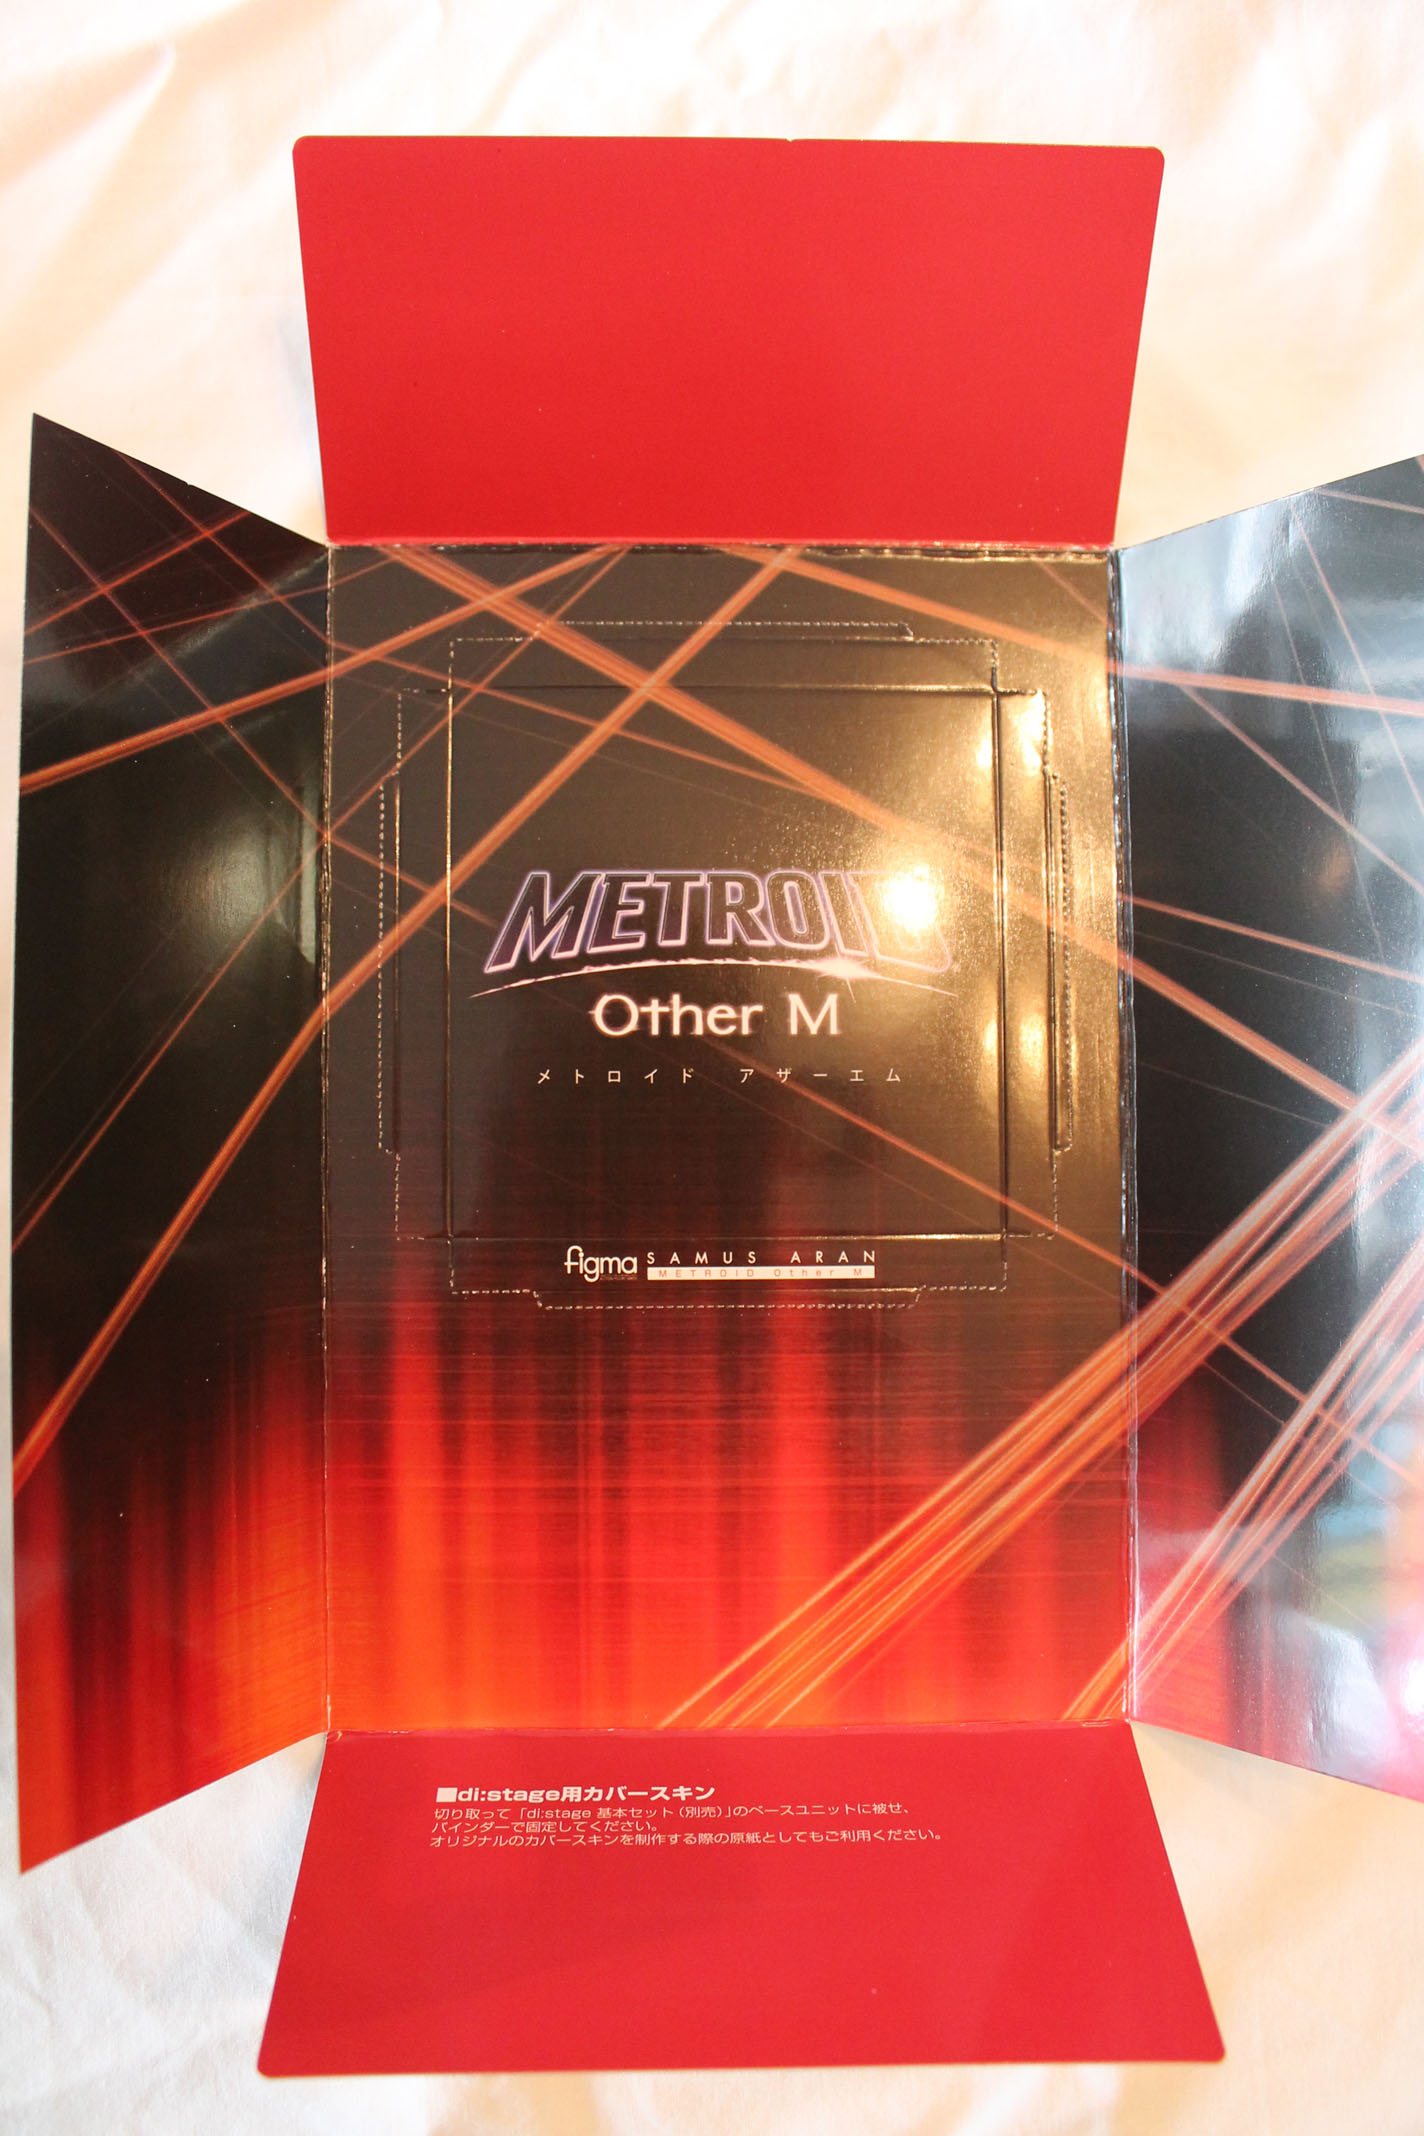 METROID
Other M
メトロイド アザーエム
figma SAMUS ARAN
METROID Other M
■di:stage用カバースキン
切り取って「di:stage 基本セット（別売）」のベースユニットに被せ、
バインダーで固定してください。
オリジナルのカバースキンを制作する際の原紙としてもご利用ください。